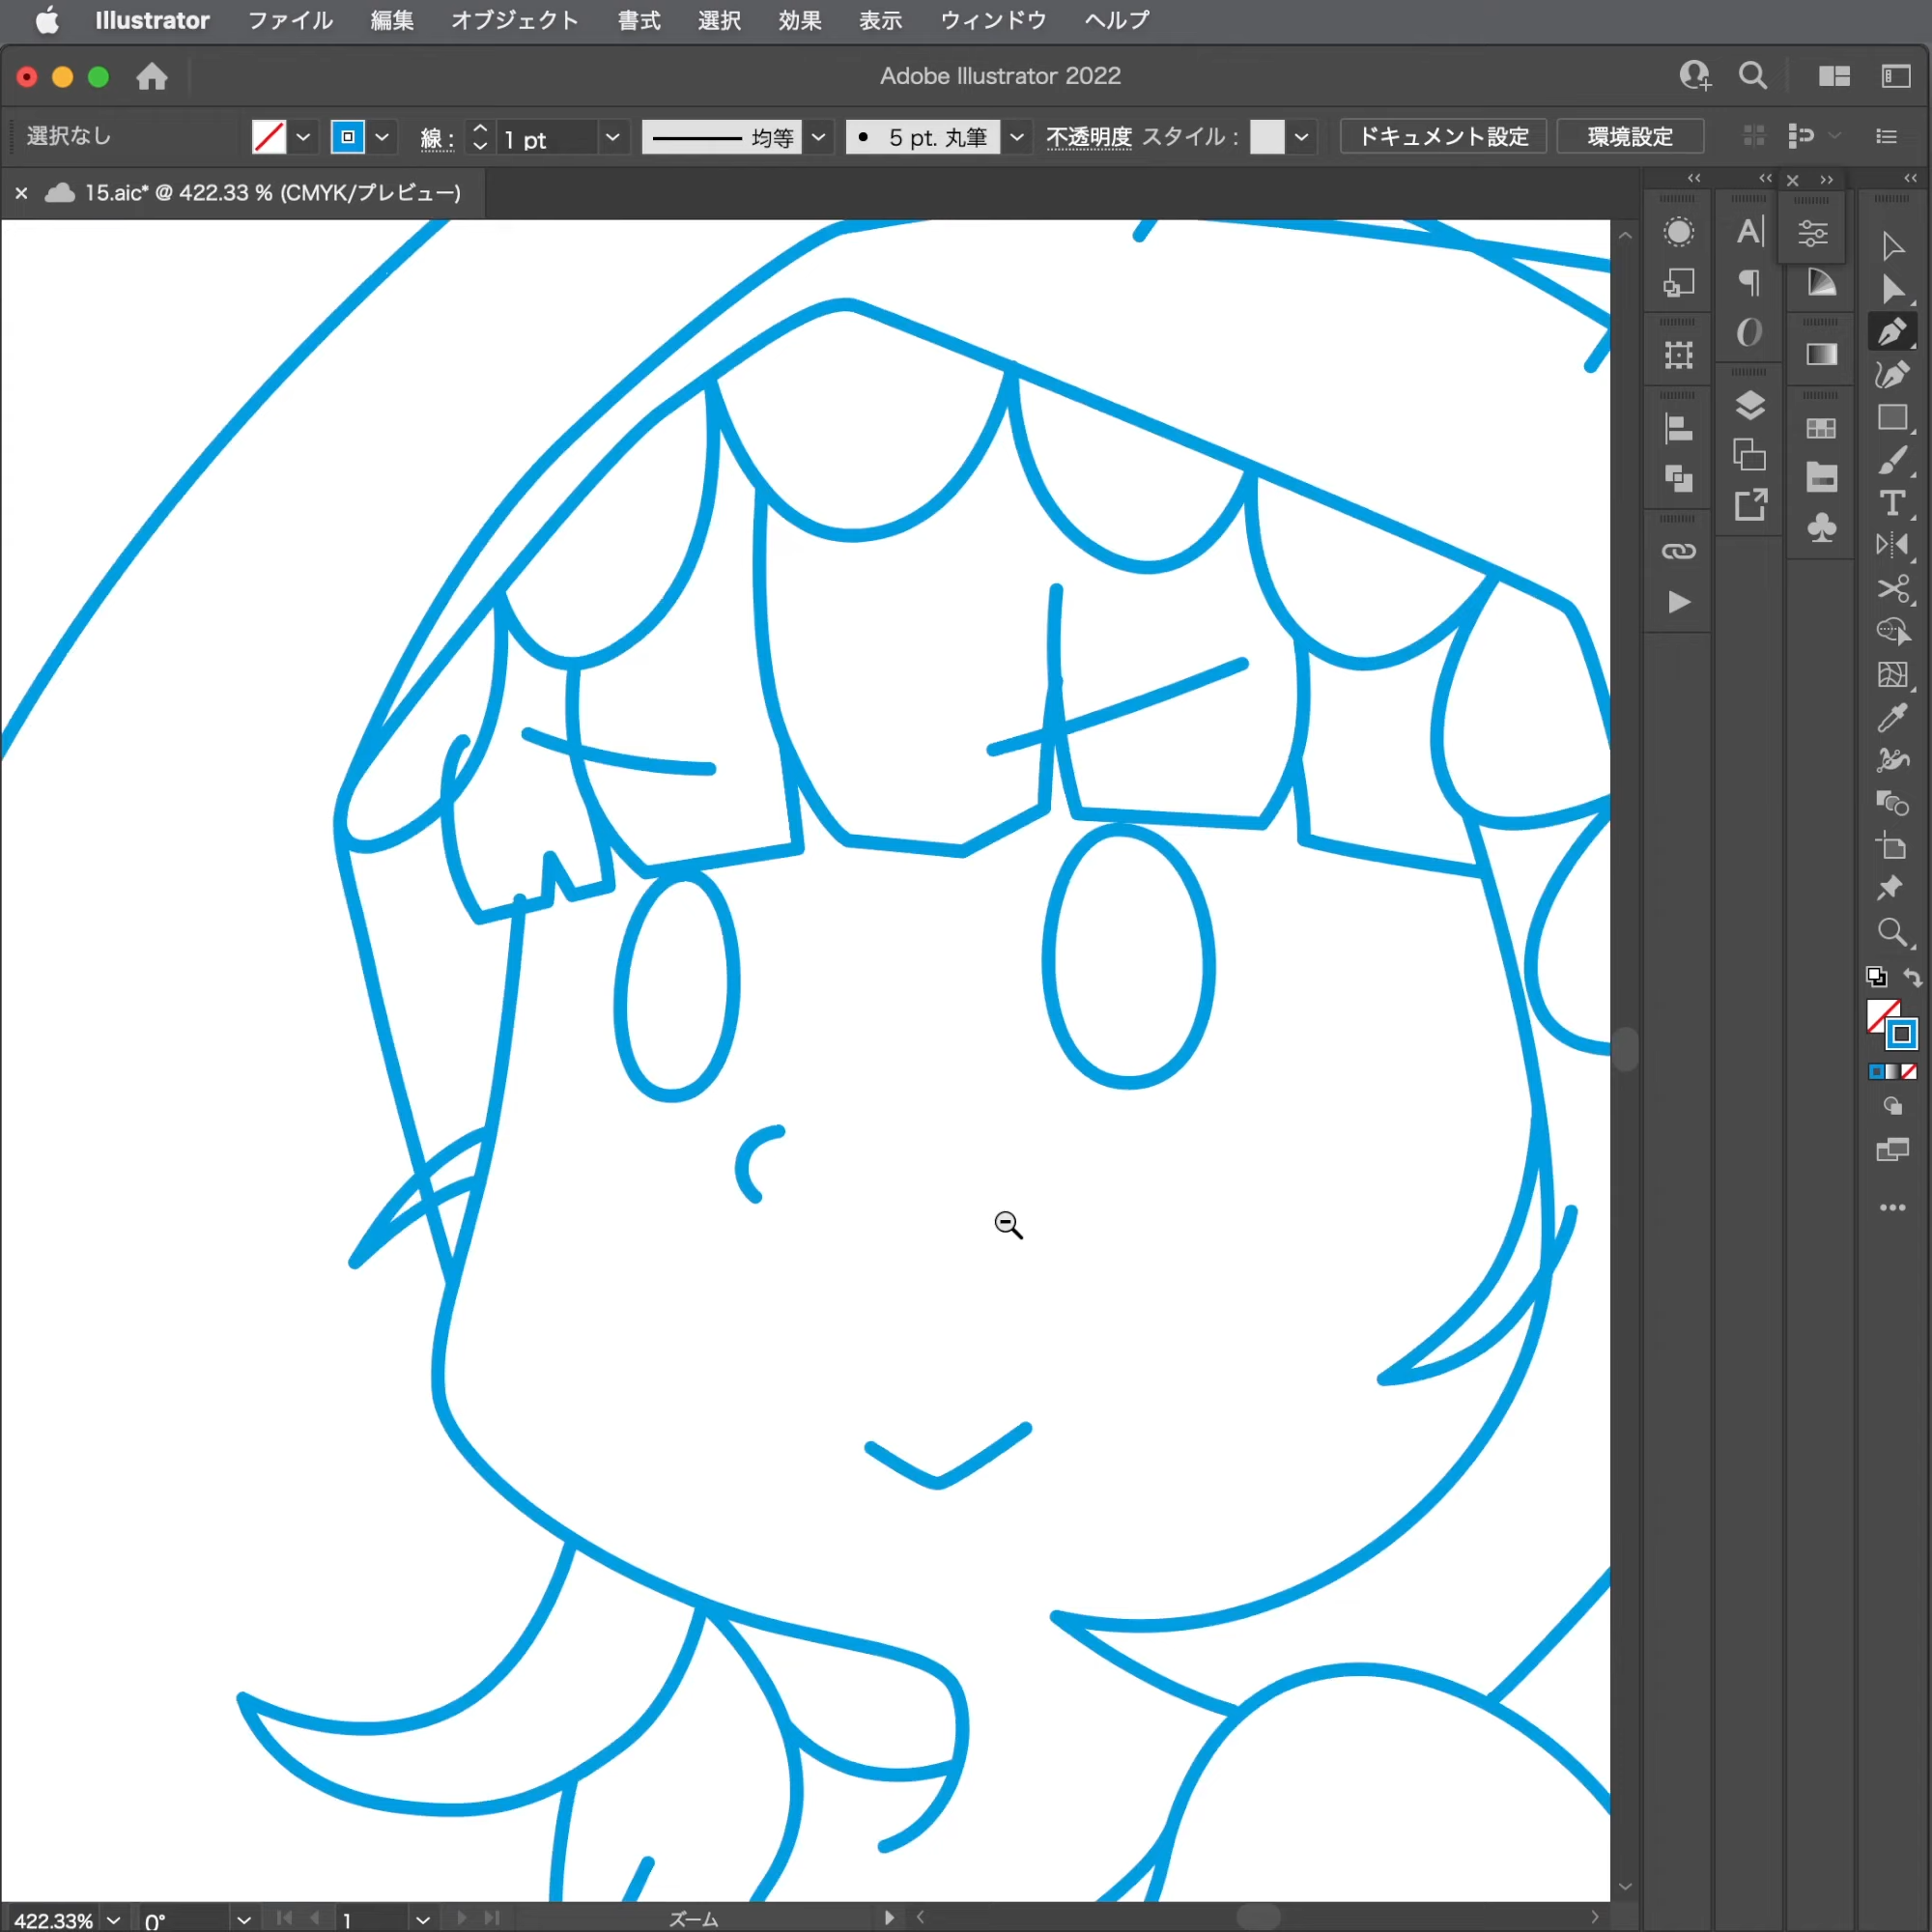 Illustrator ファイル 編集 オブジェクト 書式 選択 効果 表示 ウィンドウ ヘルプ
Adobe Illustrator 2022
選択なし 線： 1 pt 均等 5 pt. 丸筆 不透明度 スタイル： ドキュメント設定 環境設定
15.aic* @ 422.33 % (CMYK/プレビュー)
422.33% 0° 1 ズーム